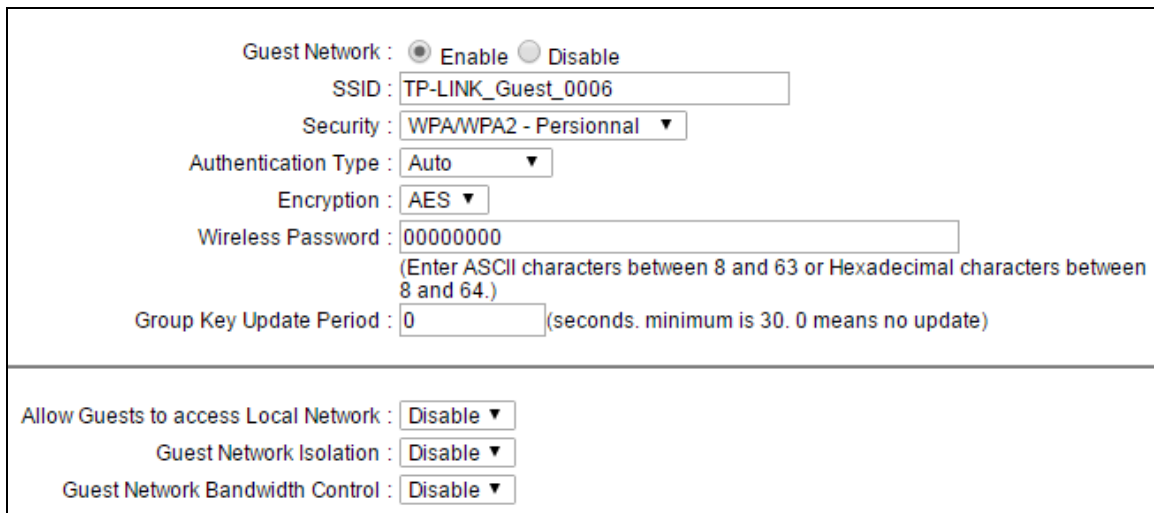 Guest Network : Enable Disable
SSID : TP-LINK_Guest_0006
Security : WPA/WPA2 - Persionnal ▼
Authentication Type : Auto ▼
Encryption : AES ▼
Wireless Password : 00000000
(Enter ASCII characters between 8 and 63 or Hexadecimal characters between
8 and 64.)
Group Key Update Period : 0 (seconds. minimum is 30. 0 means no update)
Allow Guests to access Local Network : Disable ▼
Guest Network Isolation : Disable ▼
Guest Network Bandwidth Control : Disable ▼